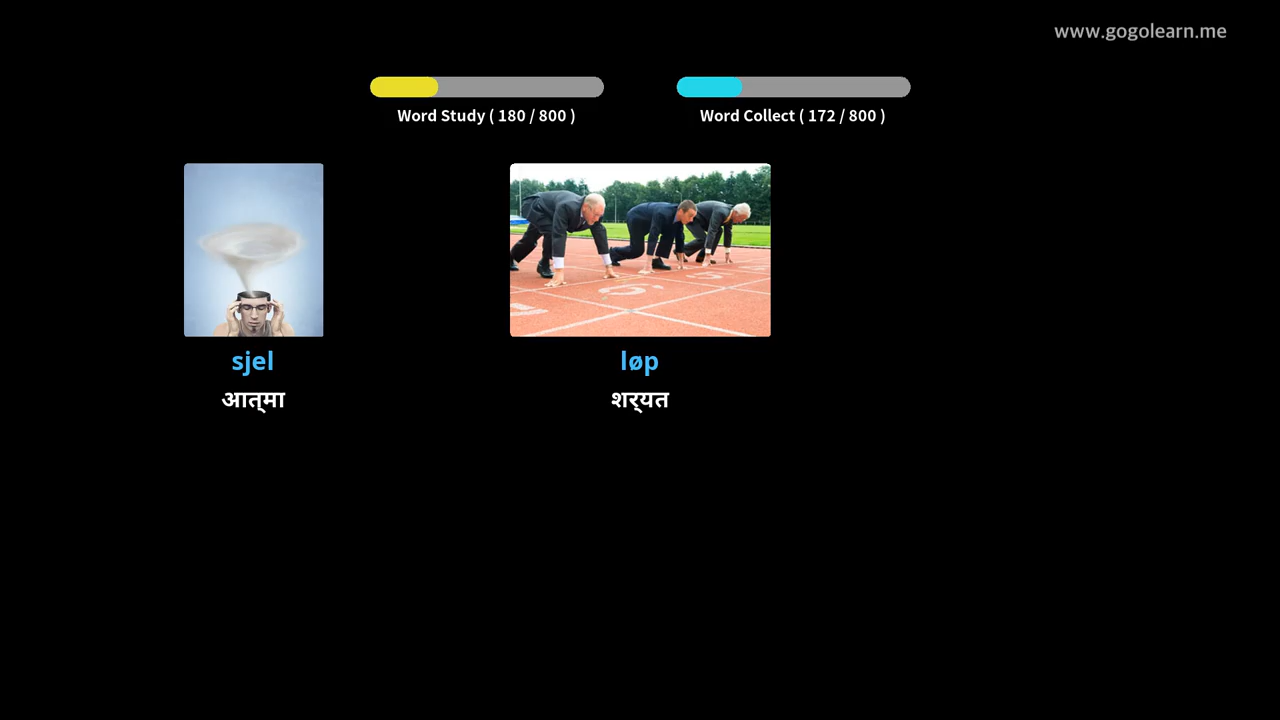 www.gogolearn.me
Word Study ( 180 / 800 )
Word Collect ( 172 / 800 )
sjel
løp
आत्मा
शर्यत